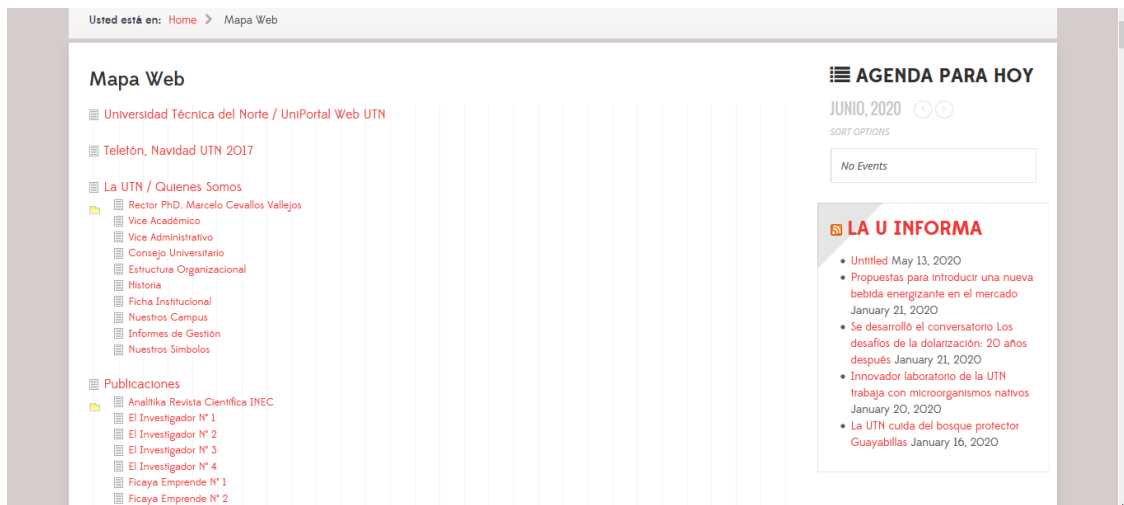 Usted está en: Home Mapa Web
Mapa Web
Universidad Técnica del Norte / UniPortal Web UTN
Teletón, Navidad UTN 2017
La UTN / Quienes Somos
Rector PhD. Marcelo Cevallos Vallejos
Vice Académico
Vice Administrativo
Consejo Universitario
Estructura Organizacional
Historia
Ficha Institucional
Nuestros Campus
Informes de Gestión
Nuestros Simbolos
Publicaciones
Analítika Revista Científica INEC
El Investigador N° 1
El Investigador N° 2
El Investigador N° 3
El Investigador N° 4
Ficaya Emprende N° 1
Ficaya Emprende N° 2
AGENDA PARA HOY
JUNIO, 2020
SORT OPTIONS
No Events
LA U INFORMA
Untitled May 13, 2020
Propuestas para introducir una nueva
bebida energizante en el mercado
January 21, 2020
Se desarrolló el conversatorio Los
desafíos de la dolarización: 20 años
después January 21, 2020
Innovador laboratorio de la UTN
trabaja con microorganismos nativos
January 20, 2020
La UTN cuida del bosque protector
Guayabillas January 16, 2020